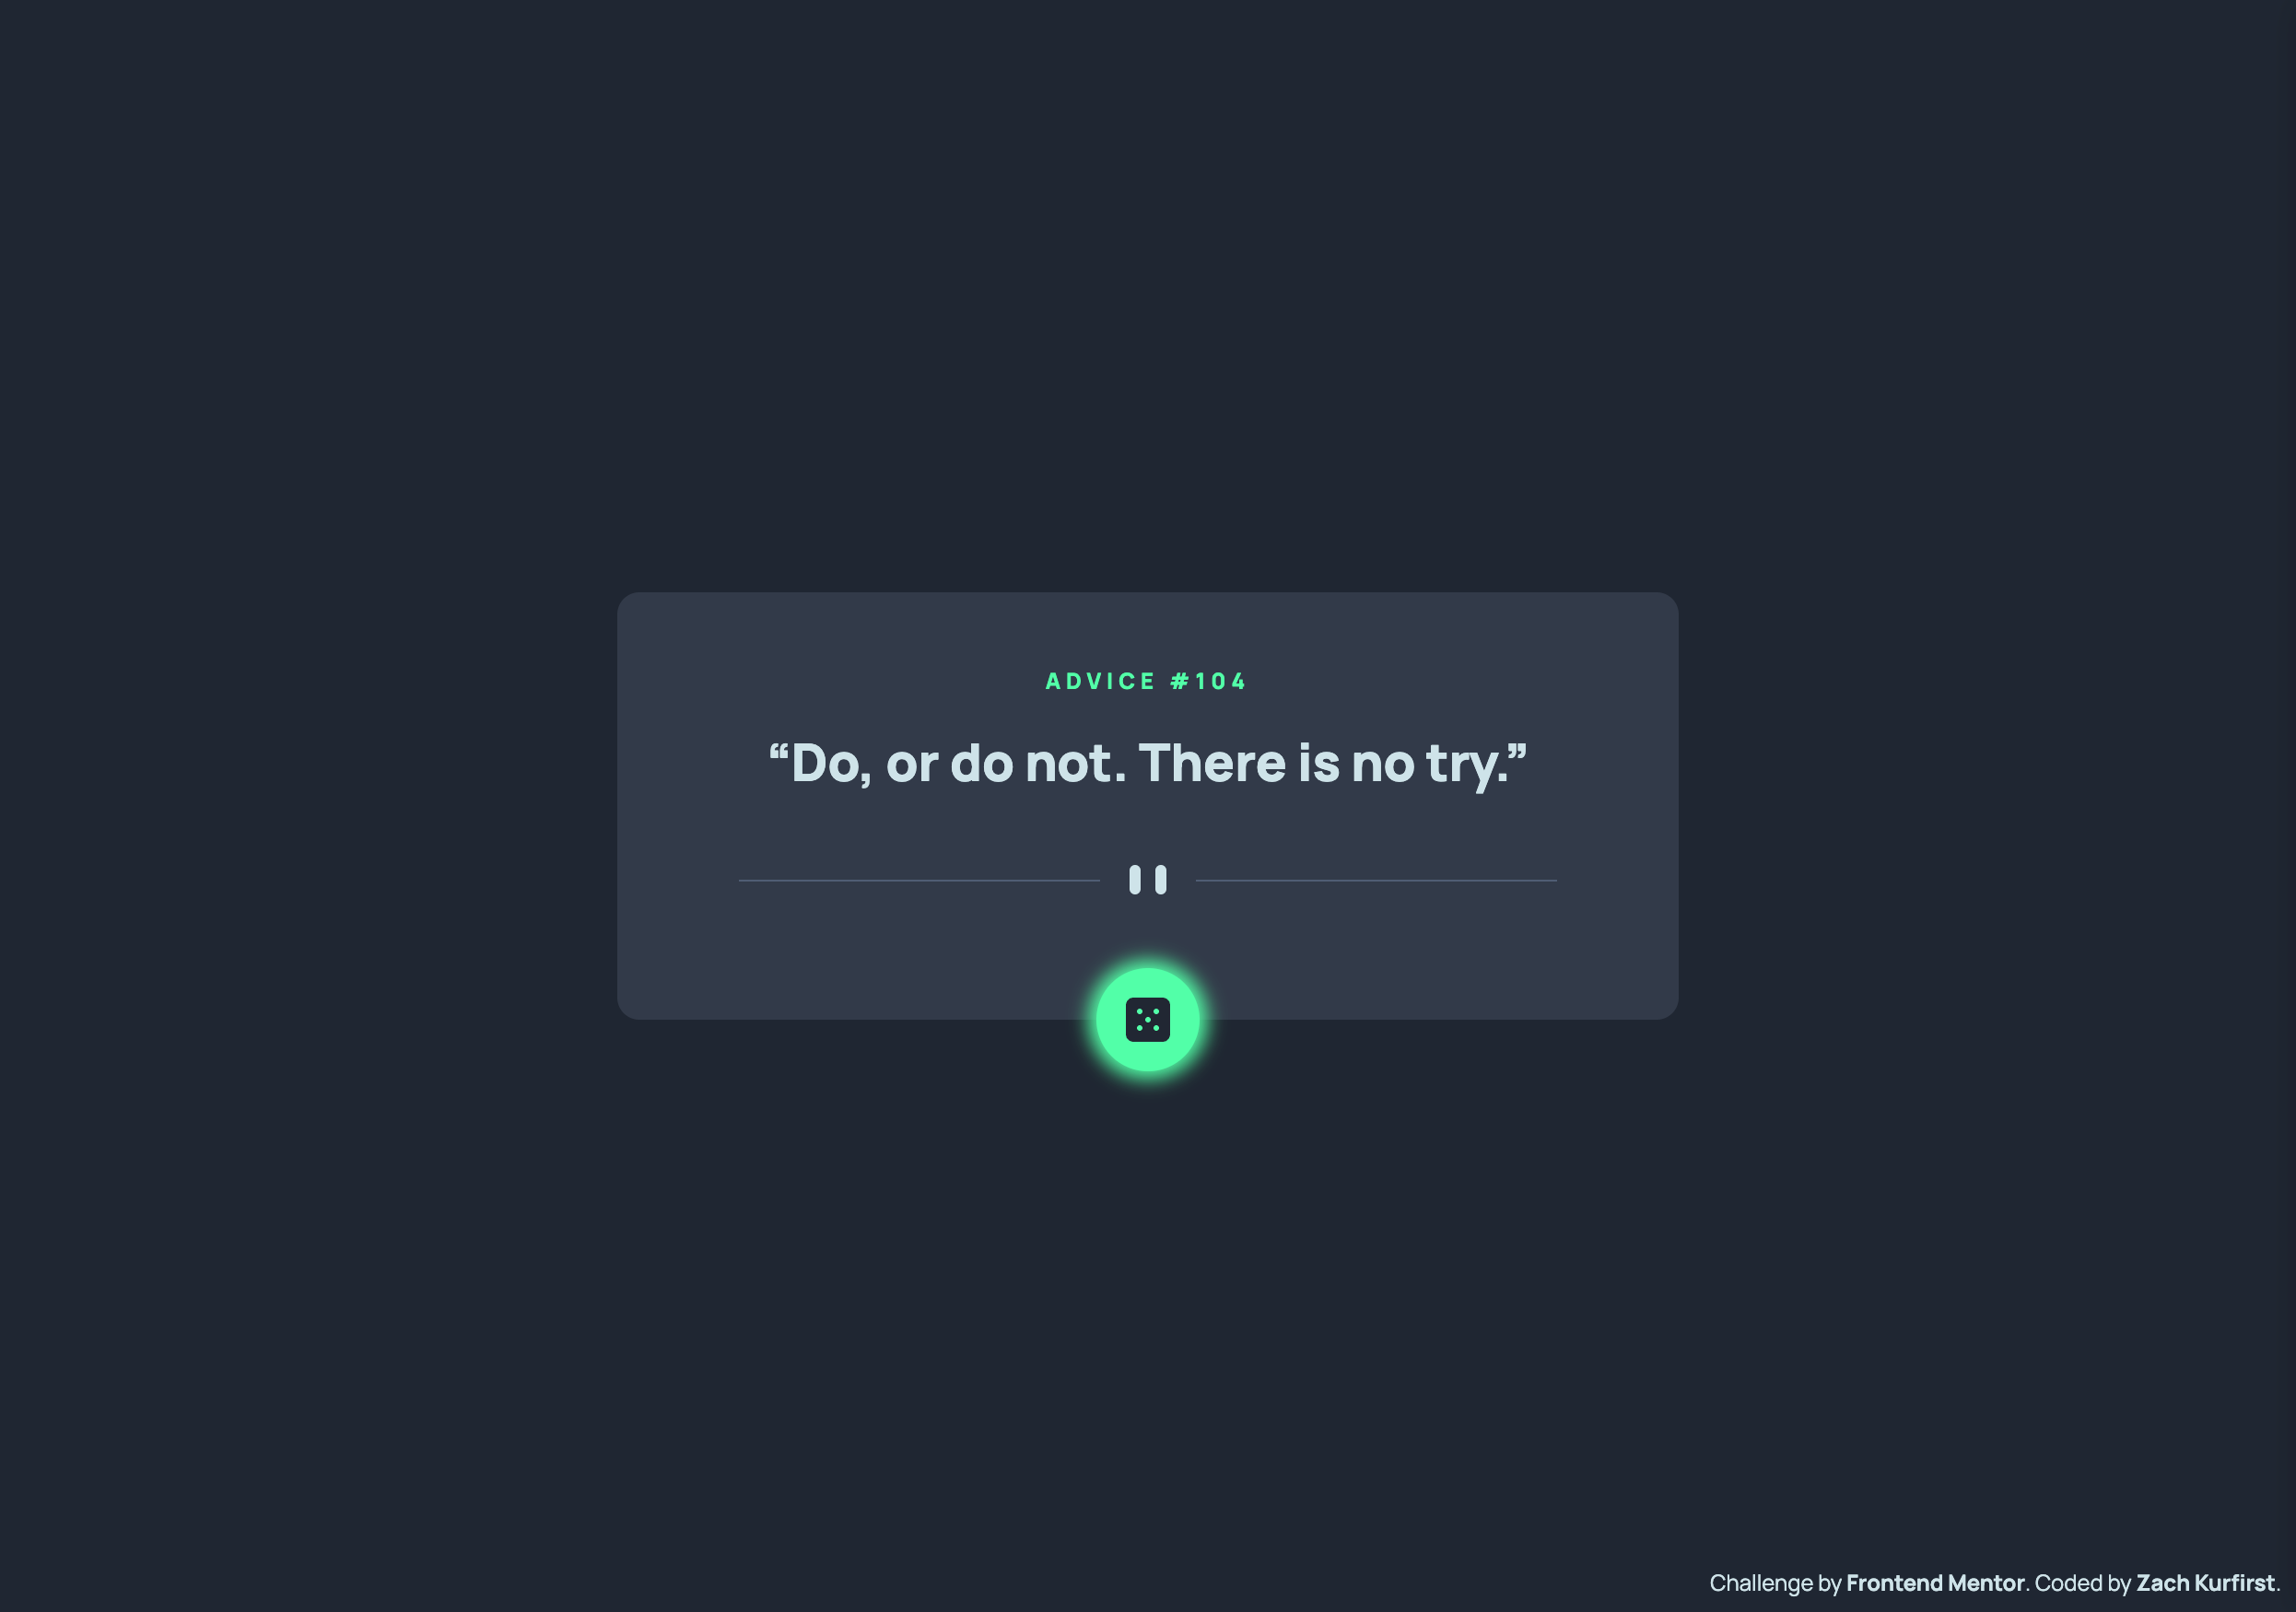 ADVICE #104
“Do, or do not. There is no try.”
Challenge by Frontend Mentor. Coded by Zach Kurfirst.